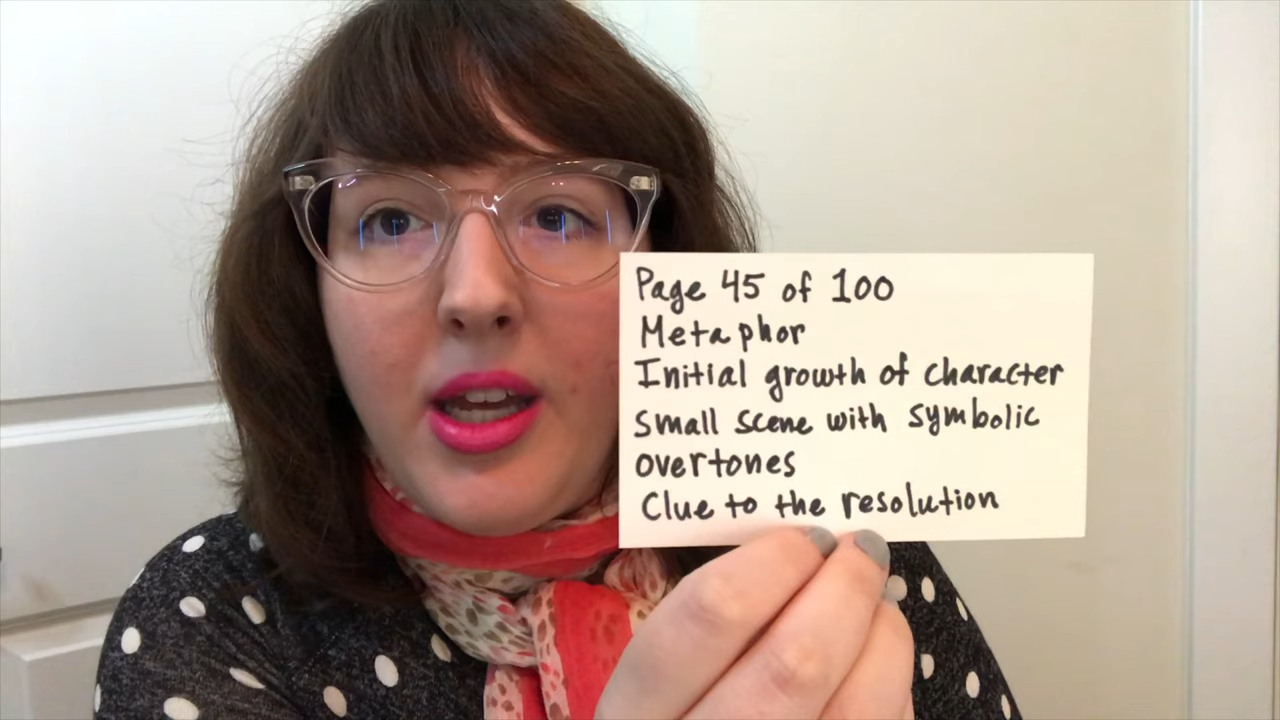 Page 45 of 100
Metaphor
Initial growth of character
Small scene with symbolic
overtones
Clue to the resolution